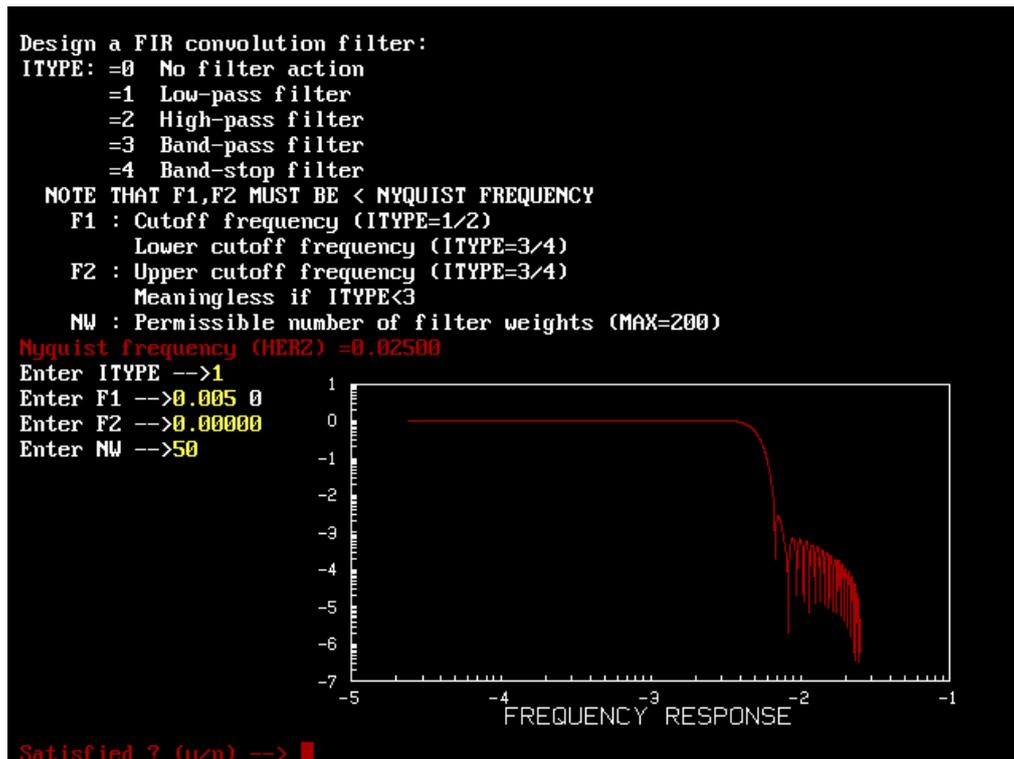 Design a FIR convolution filter:
ITYPE: =0 No filter action
=1 Low-pass filter
=2 High-pass filter
=3 Band-pass filter
=4 Band-stop filter
NOTE THAT F1,F2 MUST BE < NYQUIST FREQUENCY
F1 : Cutoff frequency (ITYPE=1/2)
Lower cutoff frequency (ITYPE=3/4)
F2 : Upper cutoff frequency (ITYPE=3/4)
Meaningless if ITYPE<3
NW : Permissible number of filter weights (MAX=200)
Nyquist frequency (HERZ) =0.02500
Enter ITYPE -->1
Enter F1 -->0.005 0
Enter F2 -->0.00000
Enter NW -->50
1
0
-1
-2
-3
-4
-5
-6
-7
-5 -4 -3 -2 -1
FREQUENCY RESPONSE
Satisfied ? (y/n) -->